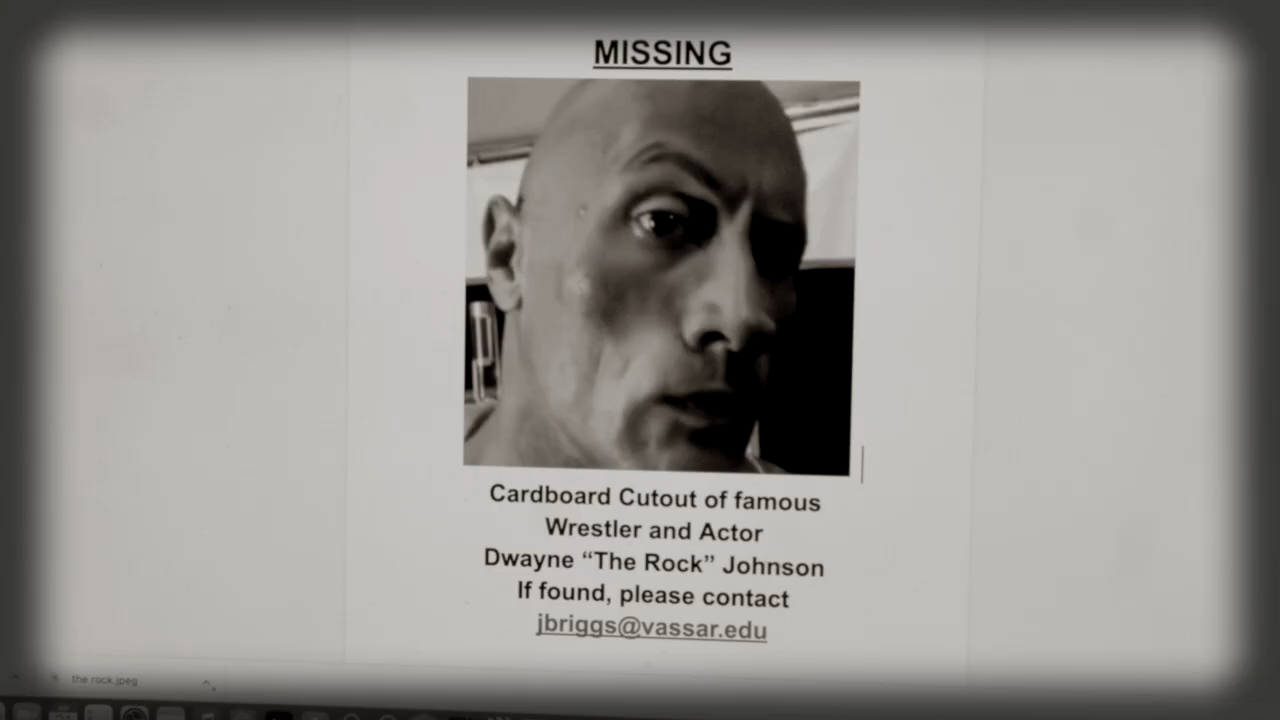 MISSING
Cardboard Cutout of famous
Wrestler and Actor
Dwayne “The Rock” Johnson
If found, please contact
jbriggs@vassar.edu
the rock.jpeg